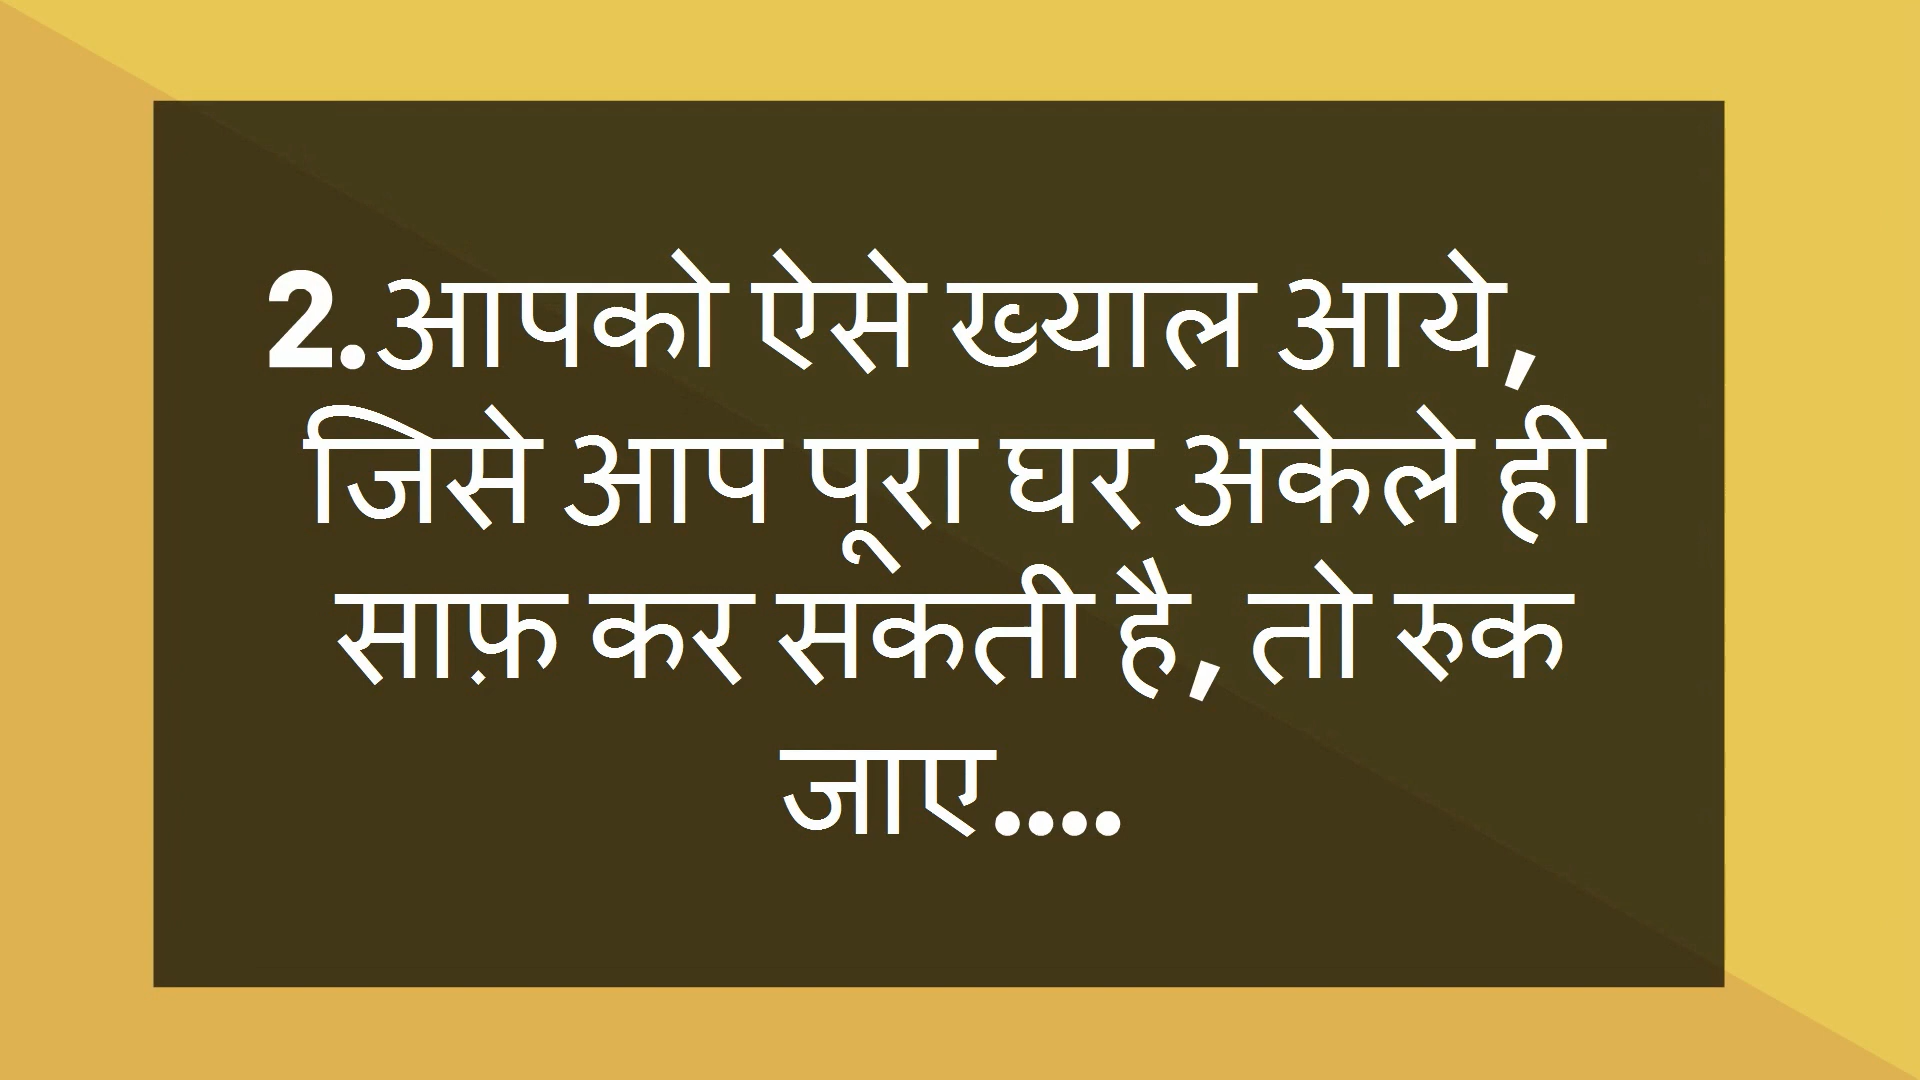 2.आपको ऐसे ख्याल आये,
जिसे आप पूरा घर अकेले ही
साफ़ कर सकती है, तो रुक
जाए....